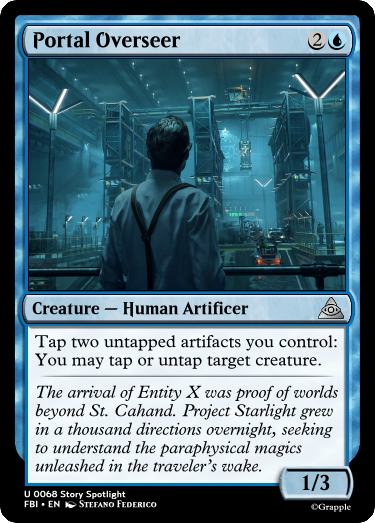 Portal Overseer 2
Creature — Human Artificer
Tap two untapped artifacts you control:
You may tap or untap target creature.
The arrival of Entity X was proof of worlds
beyond St. Cahand. Project Starlight grew
in a thousand directions overnight, seeking
to understand the paraphysical magics
unleashed in the traveler's wake.
1/3
U 0068 Story Spotlight
FBI • EN Stefano Federico
©Grapple